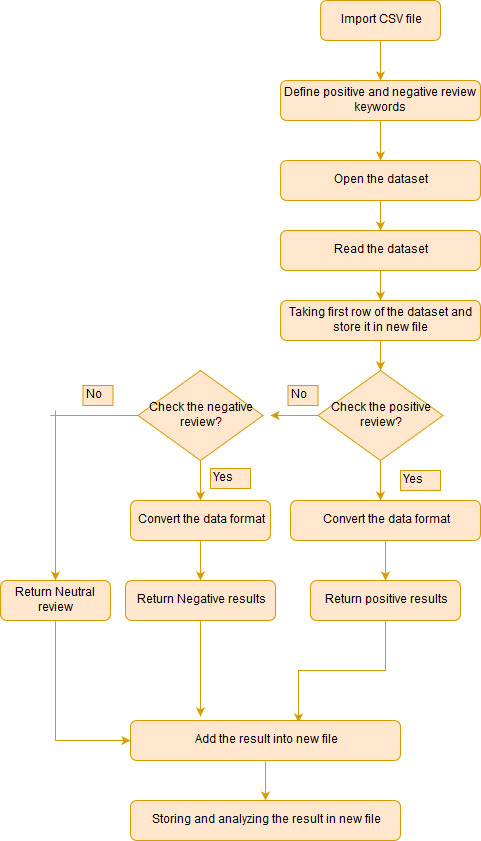 Import CSV file
Define positive and negative review
keywords
Open the dataset
Read the dataset
Taking first row of the dataset and
store it in new file
No
Check the negative
review?
No
Check the positive
review?
Yes
Yes
Convert the data format
Convert the data format
Return Neutral
review
Return Negative results
Return positive results
Add the result into new file
Storing and analyzing the result in new file